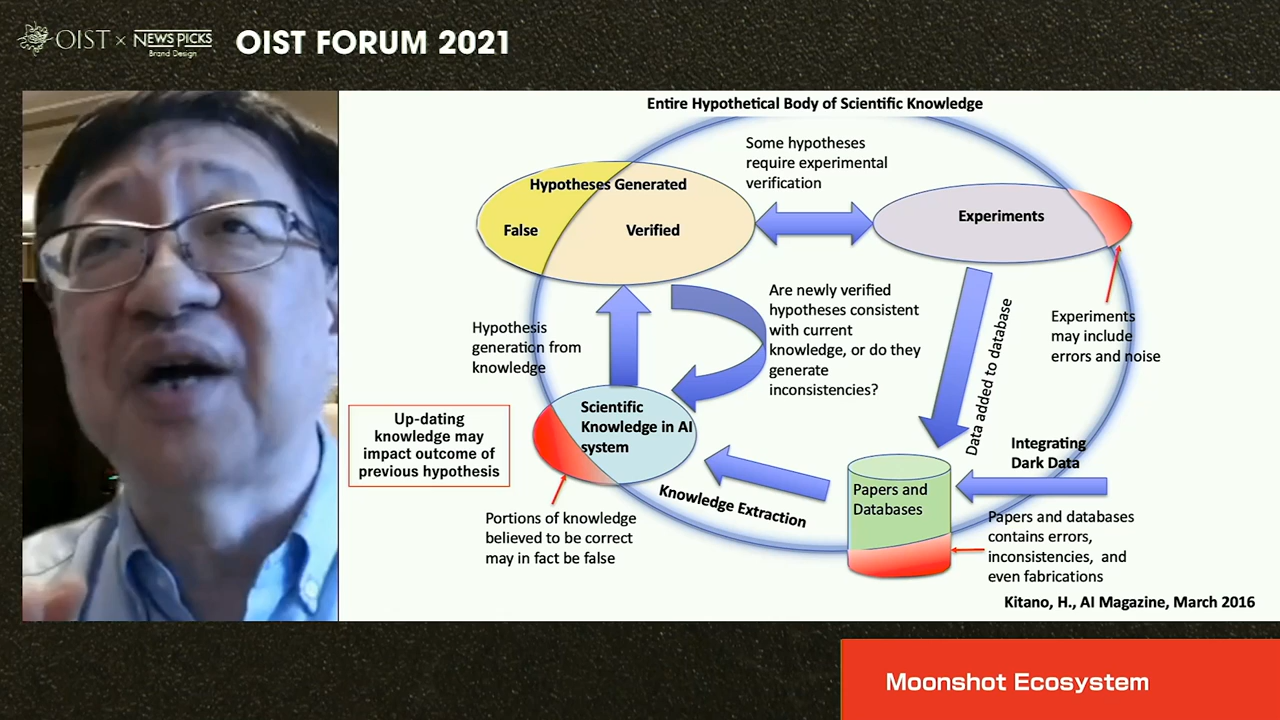 OIST × NEWS PICKS
Brand Design
OIST FORUM 2021
Entire Hypothetical Body of Scientific Knowledge
Some hypotheses
require experimental
verification
Hypotheses Generated
False
Verified
Experiments
Experiments
may include
errors and noise
Are newly verified
hypotheses consistent
with current
knowledge, or do they
generate
inconsistencies?
Hypothesis
generation from
knowledge
Data added to database
Up-dating
knowledge may
impact outcome of
previous hypothesis
Scientific
Knowledge in AI
system
Integrating
Dark Data
Knowledge Extraction
Papers and
Databases
Portions of knowledge
believed to be correct
may in fact be false
Papers and databases
contains errors,
inconsistencies, and
even fabrications
Kitano, H., AI Magazine, March 2016
Moonshot Ecosystem